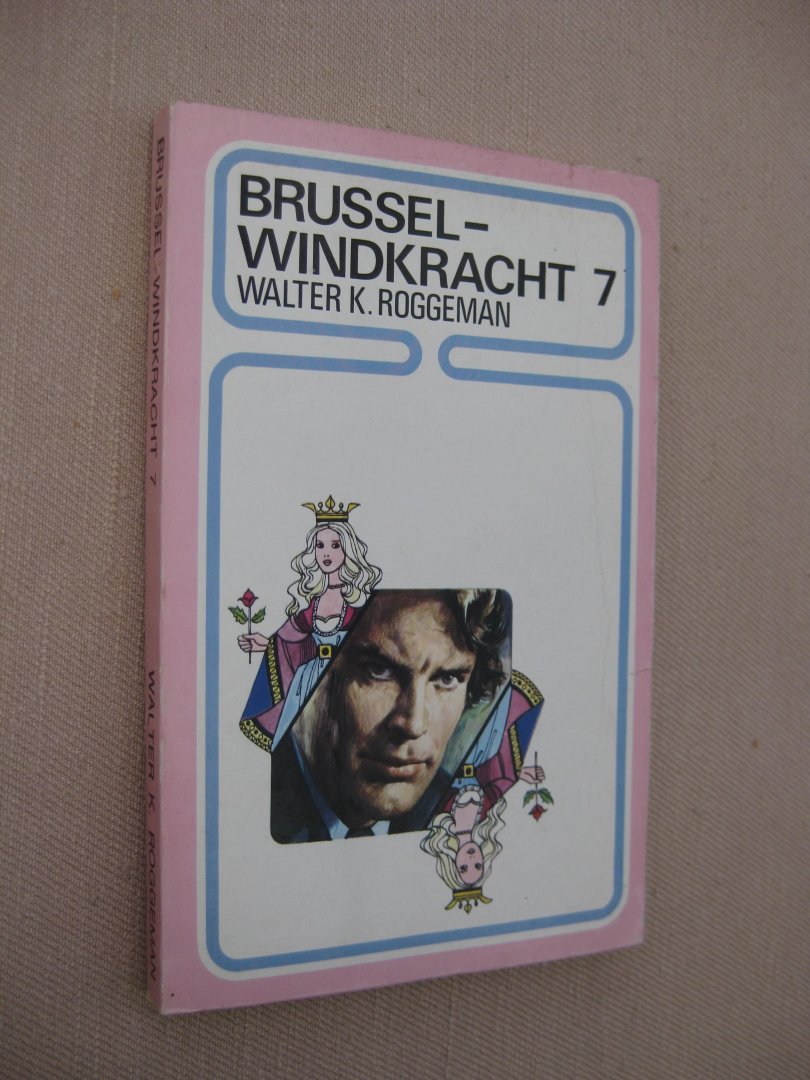 BRUSSEL-
WINDKRACHT 7
WALTER K. ROGGEMAN
BRUSSEL-WINDKRACHT 7
WALTER K. ROGGEMAN